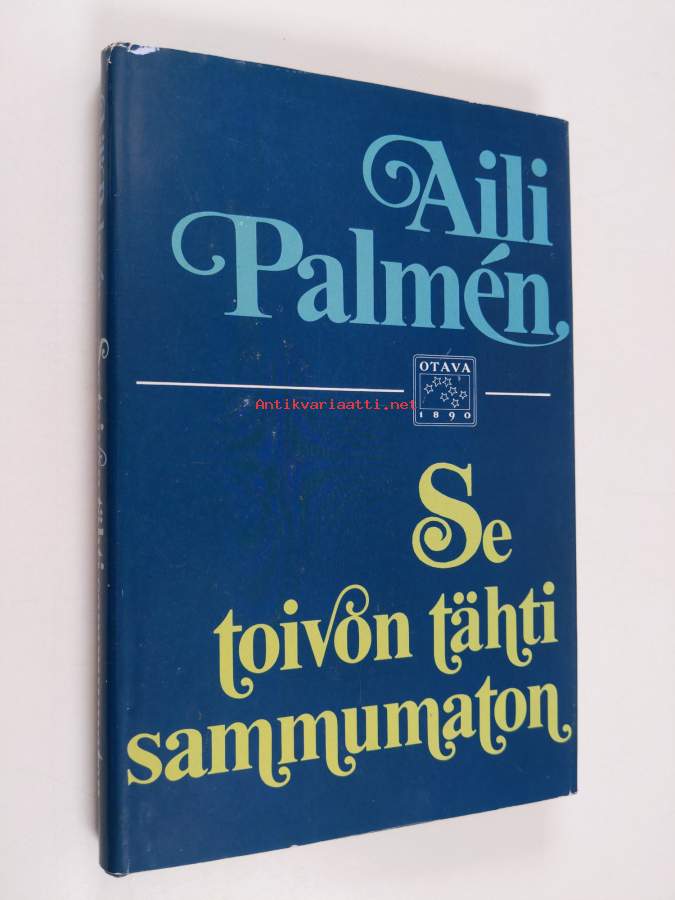 Aili
Palmén
OTAVA
1890
Antikvariaatti.net
Se
toivon tähti
sammumaton